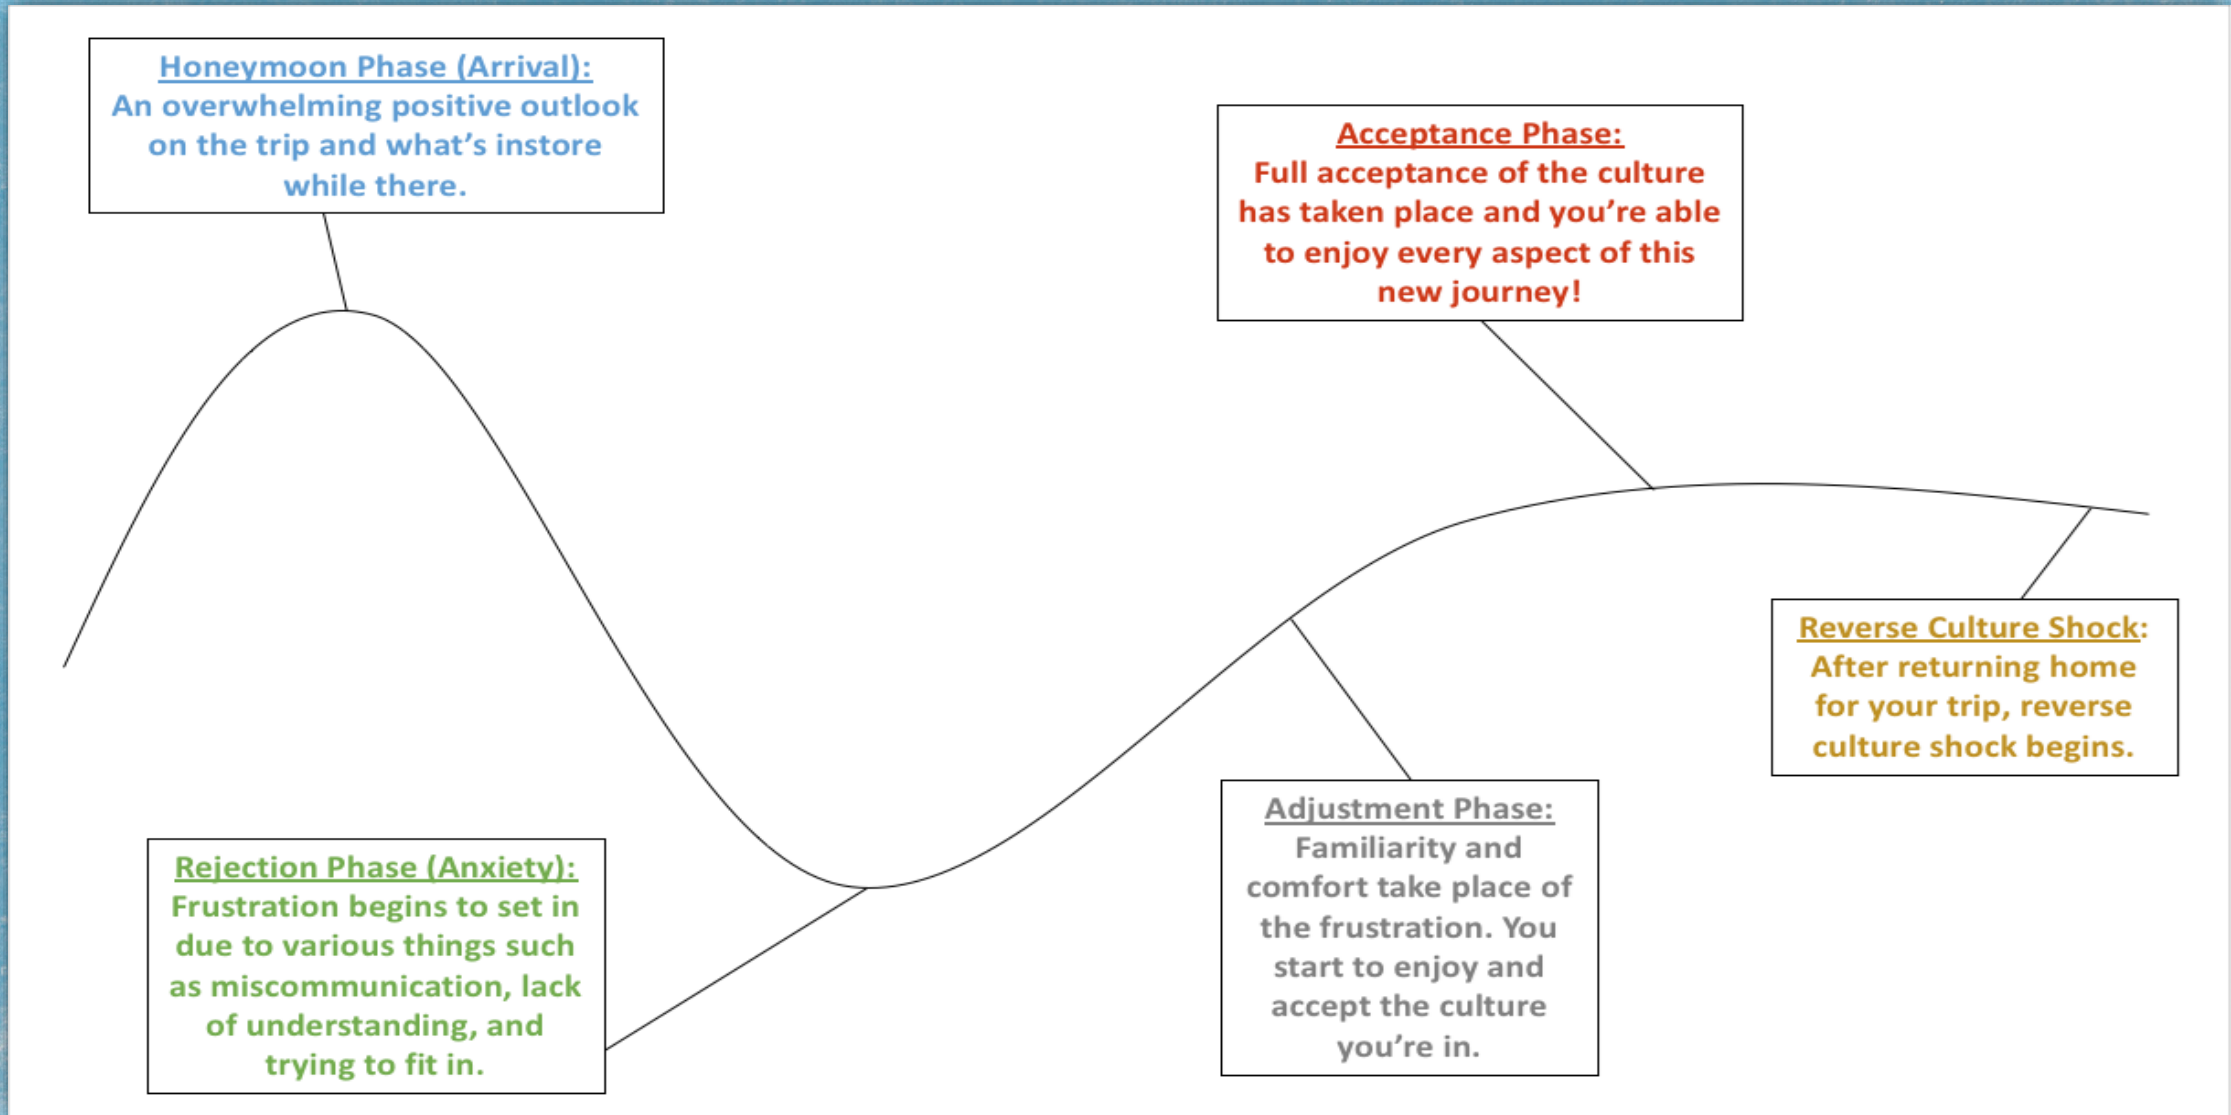 Honeymoon Phase (Arrival):
An overwhelming positive outlook
on the trip and what’s instore
while there.
Acceptance Phase:
Full acceptance of the culture
has taken place and you’re able
to enjoy every aspect of this
new journey!
Reverse Culture Shock:
After returning home
for your trip, reverse
culture shock begins.
Adjustment Phase:
Familiarity and
comfort take place of
the frustration. You
start to enjoy and
accept the culture
you’re in.
Rejection Phase (Anxiety):
Frustration begins to set in
due to various things such
as miscommunication, lack
of understanding, and
trying to fit in.